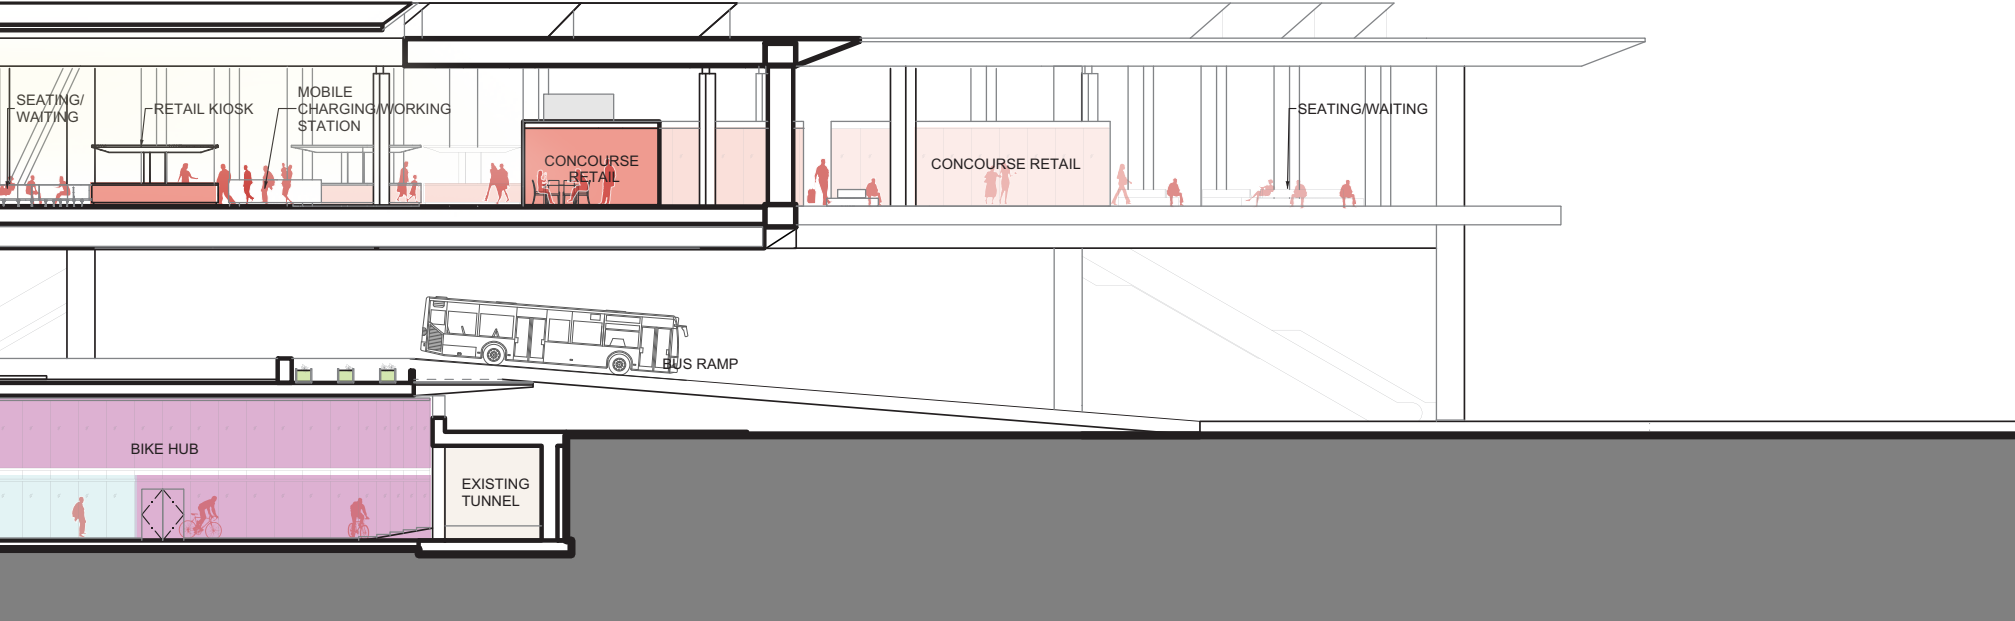 SEATING/
WAITING
RETAIL KIOSK
MOBILE
CHARGING/WORKING
STATION
CONCOURSE
RETAIL
CONCOURSE RETAIL
SEATING/WAITING
BUS RAMP
BIKE HUB
EXISTING
TUNNEL